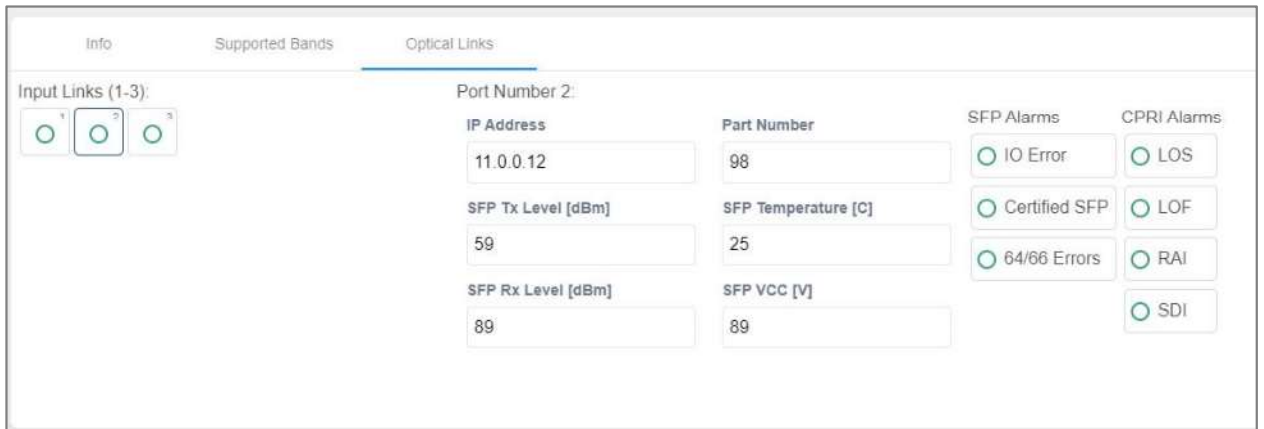 Info Supported Bands Optical Links
Input Links (1-3):
1 2 3
Port Number 2:
IP Address Part Number
11.0.0.12 98
SFP Tx Level [dBm] SFP Temperature [C]
59 25
SFP Rx Level [dBm] SFP VCC [V]
89 89
SFP Alarms
IO Error
Certified SFP
64/66 Errors
CPRI Alarms
LOS
LOF
RAI
SDI